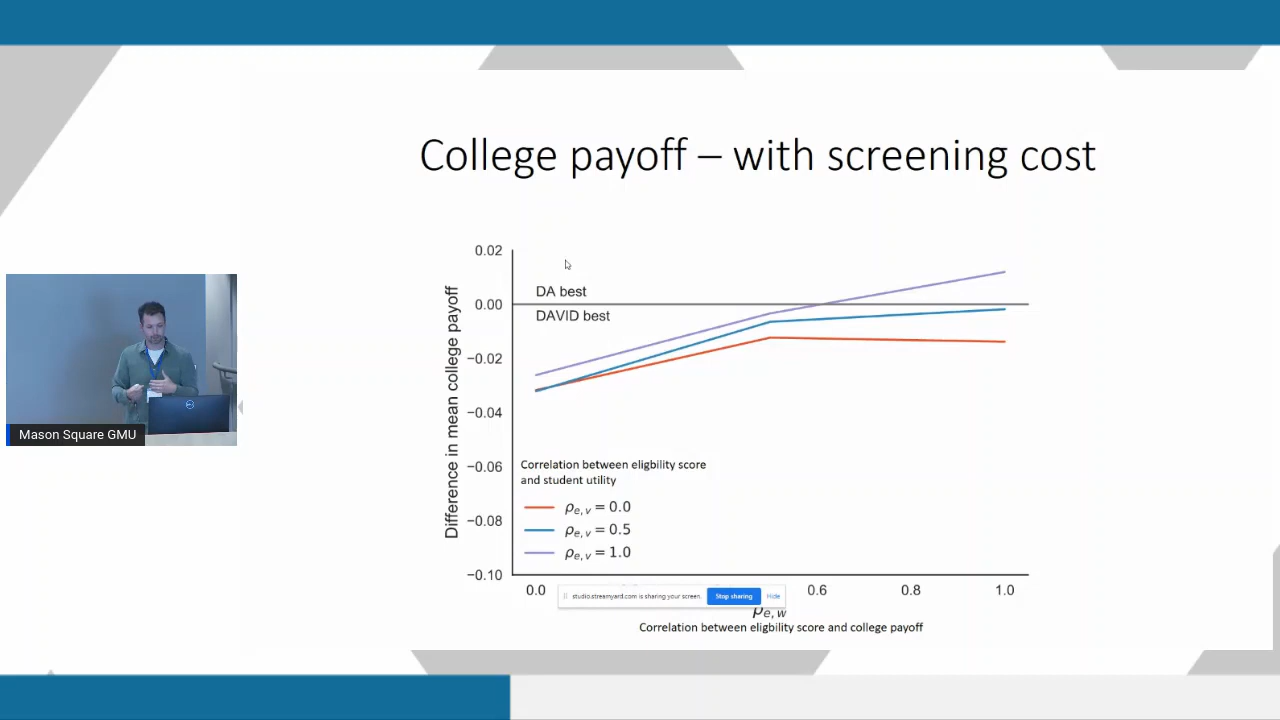 College payoff – with screening cost
0.02
0.00
−0.02
−0.04
−0.06
−0.08
−0.10
Difference in mean college payoff
DA best
DAVID best
Correlation between eligbility score
and student utility
ρe,v = 0.0
ρe,v = 0.5
ρe,v = 1.0
0.0
0.6
0.8
1.0
studio.streamyard.com is sharing your screen.
Stop sharing
Hide
ρe,w
Correlation between eligbility score and college payoff
Mason Square GMU